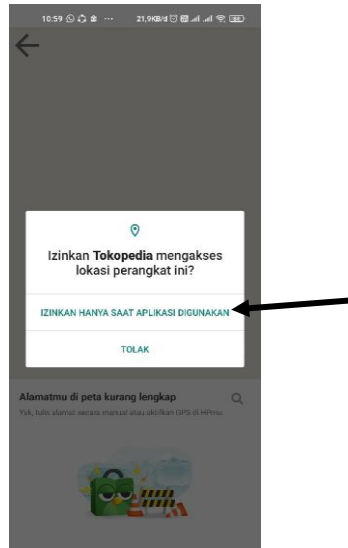 10:59 ... 21,9KB/d
Izinkan Tokopedia mengakses
lokasi perangkat ini?
IZINKAN HANYA SAAT APLIKASI DIGUNAKAN
TOLAK
Alamatmu di peta kurang lengkap
Yuk, tulis alamat secara manual atau aktifkan GPS di HPmu